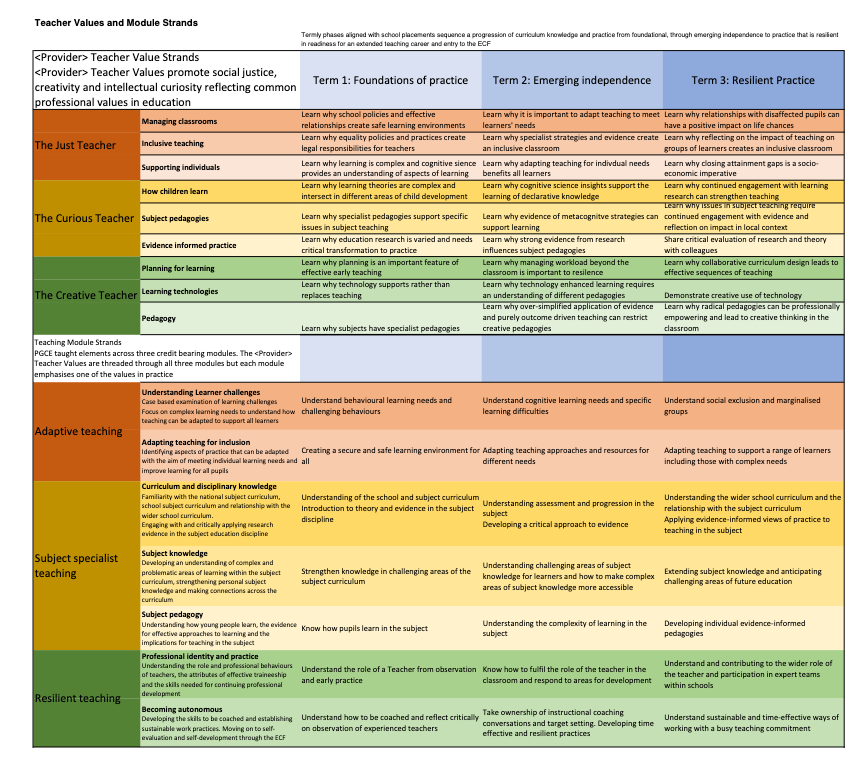 Teacher Values and Module Strands
Termly phases aligned with school placements sequence a progression of curriculum knowledge and practice from foundational, through emerging independence to practice that is resilient
in readiness for an extended teaching career and entry to the ECF
<Provider> Teacher Value Strands
<Provider> Teacher Values promote social justice,
creativity and intellectual curiosity reflecting common
professional values in education
Term 1: Foundations of practice
Term 2: Emerging independence
Term 3: Resilient Practice
The Just Teacher
Managing classrooms
Learn why school policies and effective
relationships create safe learning environments
Learn why it is important to adapt teaching to meet
learners' needs
Learn why relationships with disaffected pupils can
have a positive impact on life chances
Inclusive teaching
Learn why equality policies and practices create
legal responsibilities for teachers
Learn why specialist strategies and evidence create
an inclusive classroom
Learn why reflecting on the impact of teaching on
groups of learners creates an inclusive classroom
Supporting individuals
Learn why learning is complex and cognitive sience
provides an understanding of aspects of learning
Learn why adapting teaching for indivdual needs
benefits all learners
Learn why closing attainment gaps is a socio-
economic imperative
The Curious Teacher
How children learn
Learn why learning theories are complex and
intersect in different areas of child development
Learn why cognitive science insights support the
learning of declarative knowledge
Learn why continued engagement with learning
research can strengthen teaching
Subject pedagogies
Learn why specialist pedagogies support specific
issues in subject teaching
Learn why evidence of metacognitve strategies can
support learning
Learn why issues in subject teaching require
continued engagement with evidence and
reflection on impact in local context
Evidence informed practice
Learn why education research is varied and needs
critical transformation to practice
Learn why strong evidence from research
influences subject pedagogies
Share critical evaluation of research and theory
with colleagues
The Creative Teacher
Planning for learning
Learn why planning is an important feature of
effective early teaching
Learn why managing workload beyond the
classroom is important to resilence
Learn why collaborative curriculum design leads to
effective sequences of teaching
Learning technologies
Learn why technology supports rather than
replaces teaching
Learn why technology enhanced learning requires
an understanding of different pedagogies
Demonstrate creative use of technology
Pedagogy
Learn why subjects have specialist pedagogies
Learn why over-simplified application of evidence
and purely outcome driven teaching can restrict
creative pedagogies
Learn why radical pedagogies can be professionally
empowering and lead to creative thinking in the
classroom
Teaching Module Strands
PGCE taught elements across three credit bearing modules. The <Provider>
Teacher Values are threaded through all three modules but each module
emphasises one of the values in practice
Adaptive teaching
Understanding Learner challenges
Case based examination of learning challenges
Focus on complex learning needs to understand how
teaching can be adapted to support all learners
Understand behavioural learning needs and
challenging behaviours
Understand cognitive learning needs and specific
learning difficulties
Understand social exclusion and marginalised
groups
Adapting teaching for inclusion
Identifying aspects of practice that can be adapted
with the aim of meeting individual learning needs and
improve learning for all pupils
Creating a secure and safe learning environment for
all
Adapting teaching approaches and resources for
different needs
Adapting teaching to support a range of learners
including those with complex needs
Subject specialist
teaching
Curriculum and disciplinary knowledge
Familiarity with the national subject curriculum,
school subject curriculum and relationship with the
wider school curriculum.
Engaging with and critically applying research
evidence in the subject education discipline
Understanding of the school and subject curriculum
Introduction to theory and evidence in the subject
discipline
Understanding assessment and progression in the
subject
Developing a critical approach to evidence
Understanding the wider school curriculum and the
relationship with the subject curriculum
Applying evidence-informed views of practice to
teaching in the subject
Subject knowledge
Developing an understanding of complex and
problematic areas of learning within the subject
curriculum, strengthening personal subject
knowledge and making connections across the
curriculum
Strengthen knowledge in challenging areas of the
subject curriculum
Understanding challenging areas of subject
knowledge for learners and how to make complex
areas of subject knowledge more accessible
Extending subject knowledge and anticipating
challenging areas of future education
Subject pedagogy
Understanding how young people learn, the evidence
for effective approaches to learning and the
implications for teaching in the subject
Know how pupils learn in the subject
Understanding the complexity of learning in the
subject
Developing individual evidence-informed
pedagogies
Resilient teaching
Professional identity and practice
Understanding the role and professional behaviours
of teachers, the attributes of effective traineeship
and the skills needed for continuing professional
development
Understand the role of a Teacher from observation
and early practice
Know how to fulfil the role of the teacher in the
classroom and respond to areas for development
Understand and contributing to the wider role of
the teacher and participation in expert teams
within schools
Becoming autonomous
Developing the skills to be coached and establishing
sustainable work practices. Moving on to self-
evaluation and self-development through the ECF
Understand how to be coached and reflect critically
on observation of experienced teachers
Take ownership of instructional coaching
conversations and target setting. Developing time
effective and resilient practices
Understand sustainable and time-effective ways of
working with a busy teaching commitment